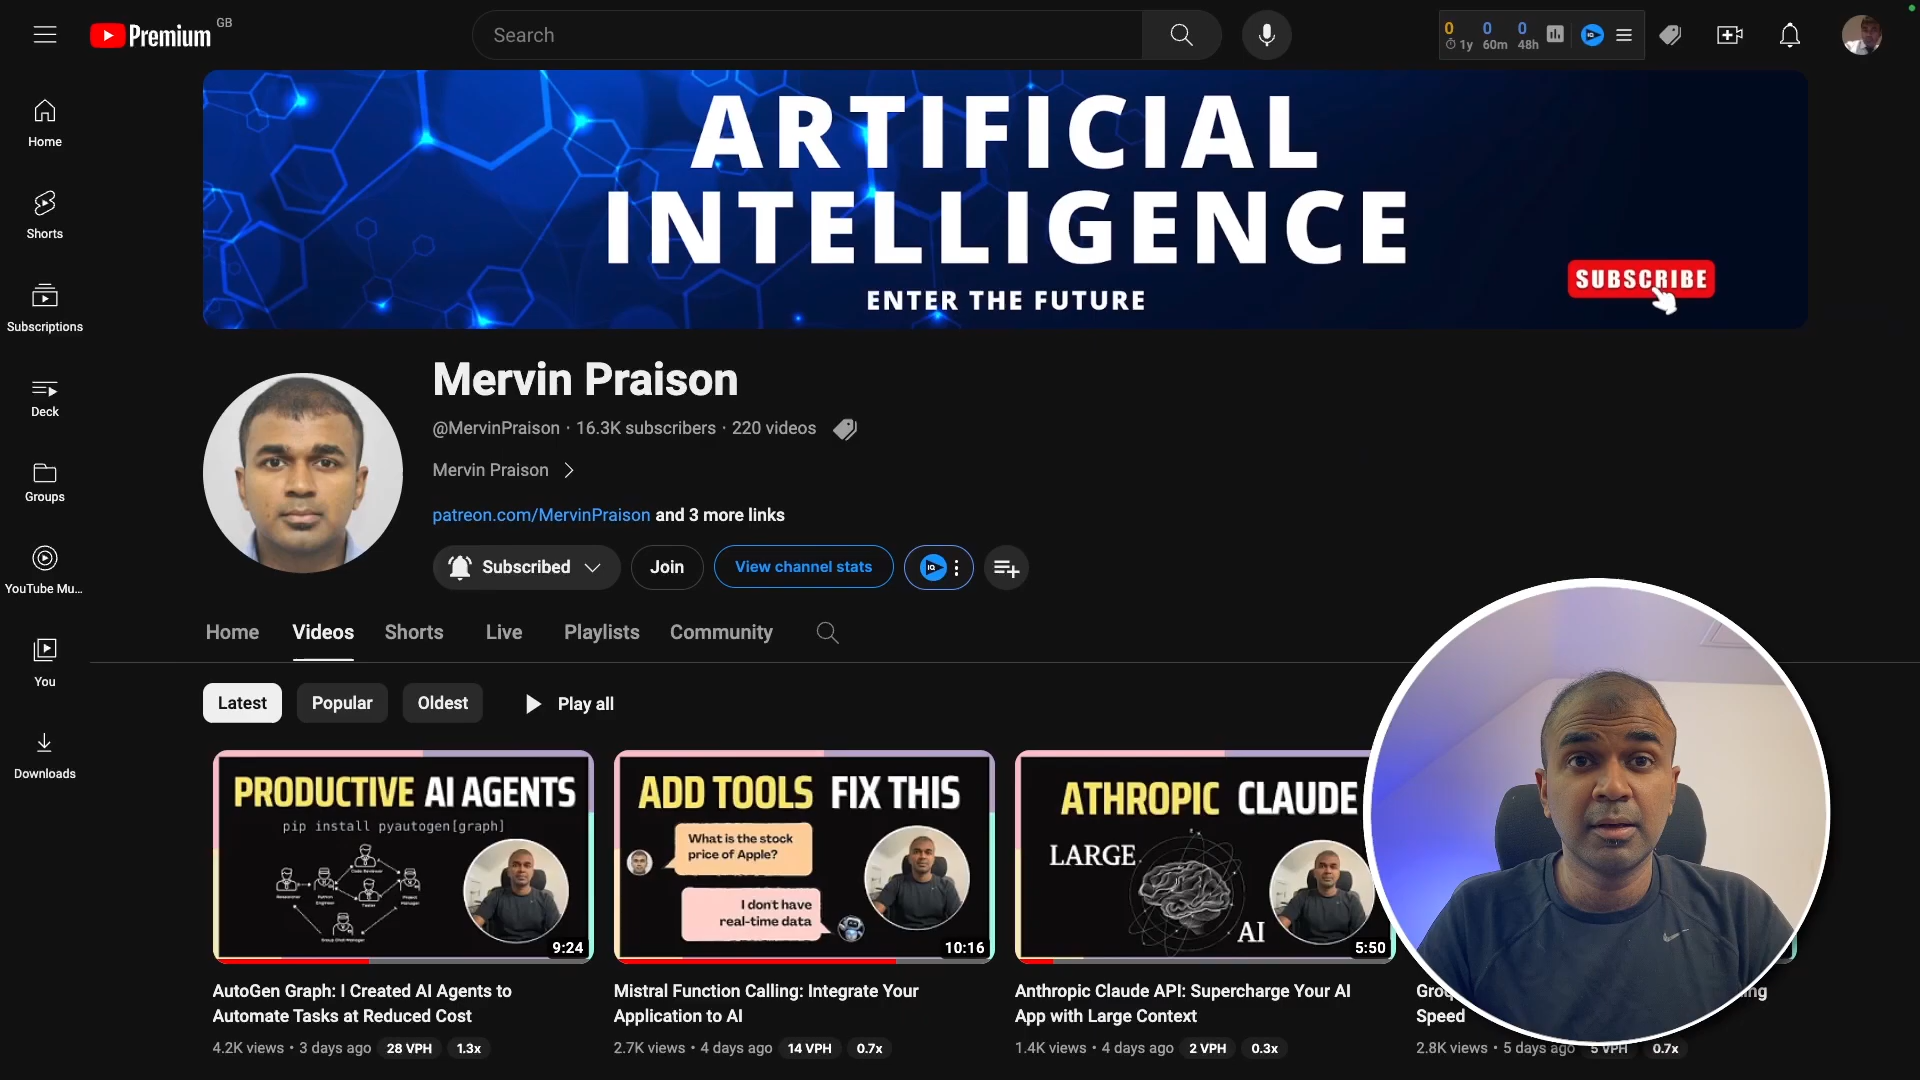 Premium GB
Search
0 0 0
1y 60m 48h
IQ
ARTIFICIAL
INTELLIGENCE
ENTER THE FUTURE
SUBSCRIBE
Home
Shorts
Subscriptions
Deck
Groups
YouTube Mu...
You
Downloads
Mervin Praison
@MervinPraison · 16.3K subscribers · 220 videos
Mervin Praison
patreon.com/MervinPraison and 3 more links
Subscribed
Join
View channel stats
IQ
Home
Videos
Shorts
Live
Playlists
Community
Latest
Popular
Oldest
Play all
PRODUCTIVE AI AGENTS
pip install pyautogen[graph]
9:24
AutoGen Graph: I Created AI Agents to
Automate Tasks at Reduced Cost
4.2K views • 3 days ago 28 VPH 1.3x
ADD TOOLS FIX THIS
What is the stock
price of Apple?
I don't have
real-time data
10:16
Mistral Function Calling: Integrate Your
Application to AI
2.7K views • 4 days ago 14 VPH 0.7x
ATHROPIC CLAUDE
LARGE
AI
5:50
Anthropic Claude API: Supercharge Your AI
App with Large Context
1.4K views • 4 days ago 2 VPH 0.3x
Speed
2.8K views • 5 days ago 5 VPH 0.7x